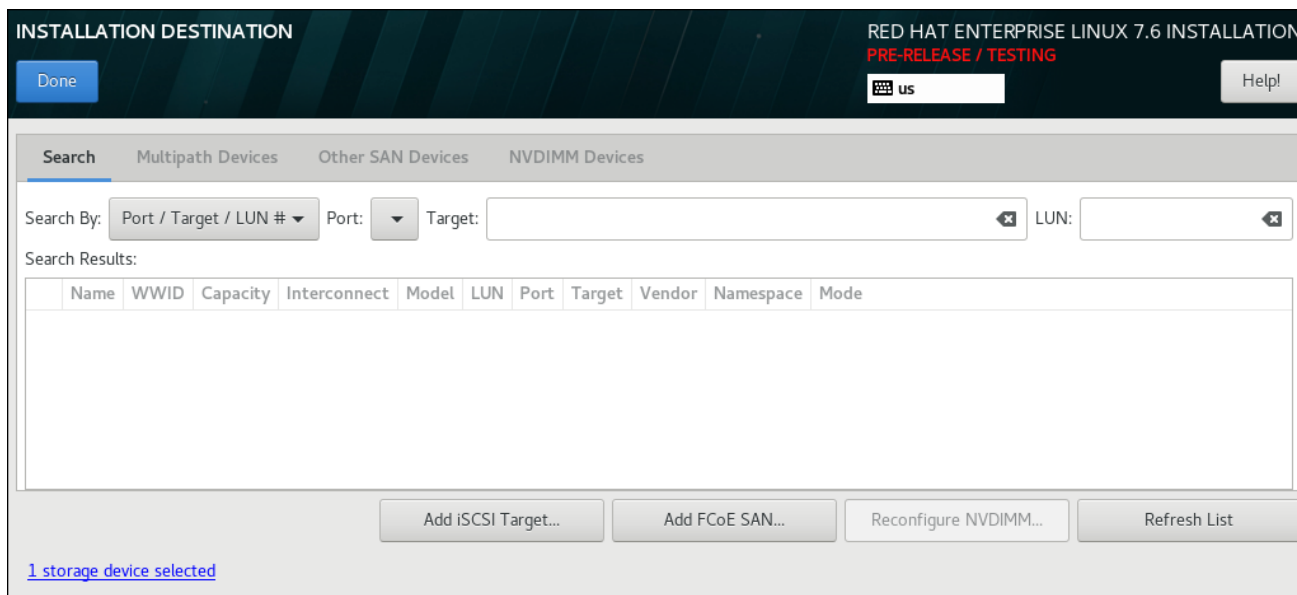 INSTALLATION DESTINATION
RED HAT ENTERPRISE LINUX 7.6 INSTALLATION
PRE-RELEASE / TESTING
Done
us
Help!
Search Multipath Devices Other SAN Devices NVDIMM Devices
Search By: Port / Target / LUN # Port: Target: LUN:
Search Results:
Name WWID Capacity Interconnect Model LUN Port Target Vendor Namespace Mode
Add iSCSI Target... Add FCoE SAN... Reconfigure NVDIMM... Refresh List
1 storage device selected